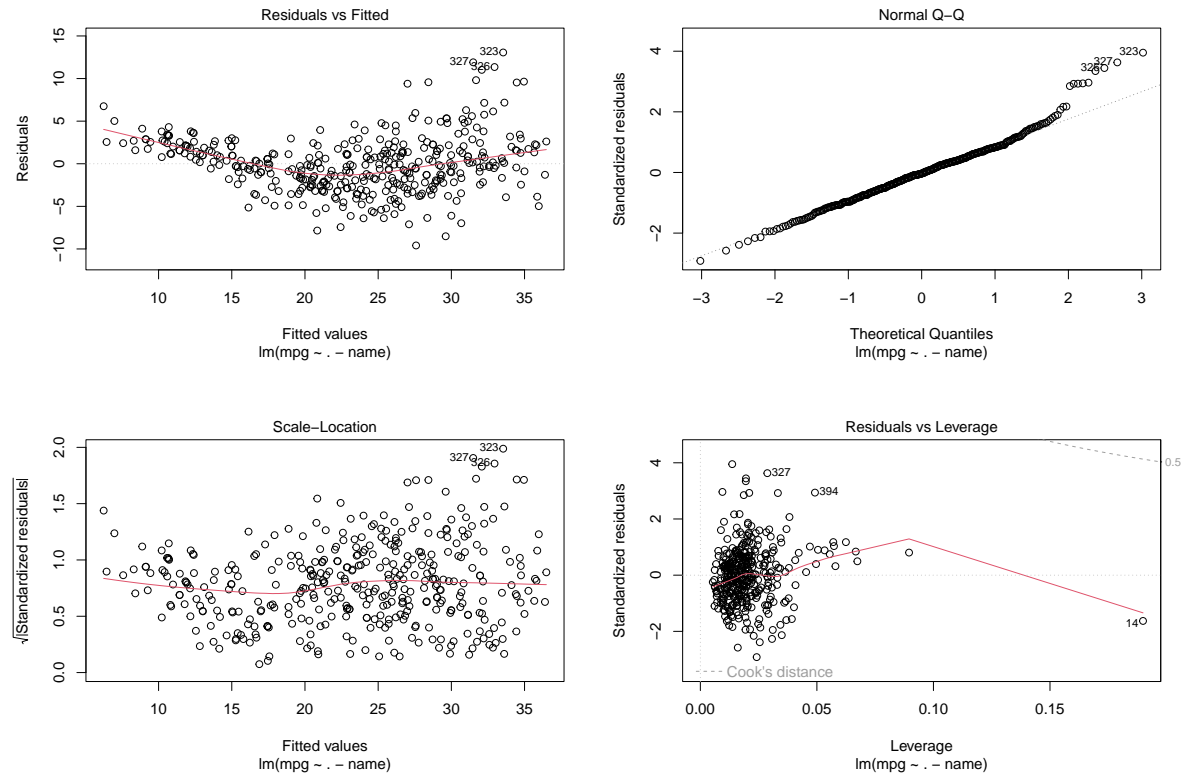 Residuals vs Fitted
15
10
5
0
−5
−10
Residuals
323
327
326
10 15 20 25 30 35
Fitted values
lm(mpg ~ . − name)
Normal Q−Q
4
2
0
−2
Standardized residuals
323
327
326
−3 −2 −1 0 1 2 3
Theoretical Quantiles
lm(mpg ~ . − name)
Scale−Location
2.0
1.5
1.0
0.5
0.0
√|Standardized residuals|
323
327
326
10 15 20 25 30 35
Fitted values
lm(mpg ~ . − name)
Residuals vs Leverage
4
2
0
−2
Standardized residuals
0.5
327
394
14
Cook's distance
0.00 0.05 0.10 0.15
Leverage
lm(mpg ~ . − name)